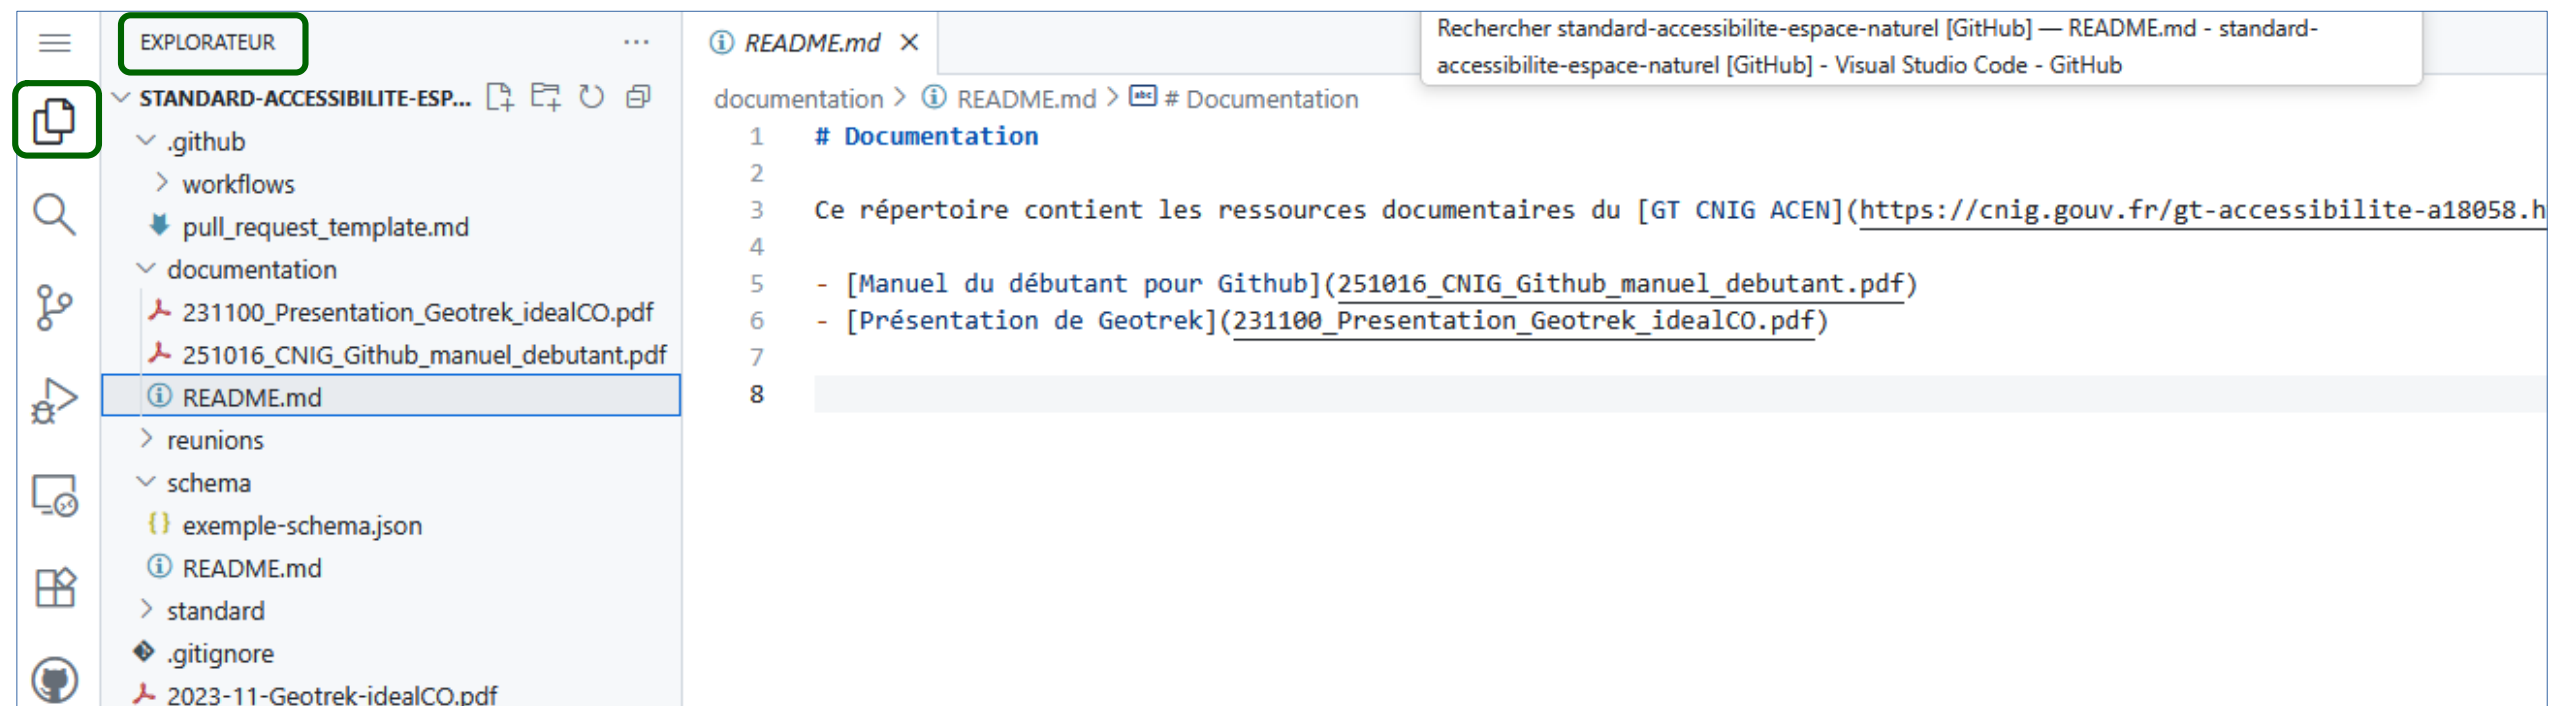 EXPLORATEUR
STANDARD-ACCESSIBILITE-ESP...
.github
workflows
pull_request_template.md
documentation
231100_Presentation_Geotrek_idealCO.pdf
251016_CNIG_Github_manuel_debutant.pdf
README.md
reunions
schema
exemple-schema.json
README.md
standard
.gitignore
2023-11-Geotrek-idealCO.pdf
README.md
Rechercher standard-accessibilite-espace-naturel [GitHub] — README.md - standard-
accessibilite-espace-naturel [GitHub] - Visual Studio Code - GitHub
documentation > README.md > # Documentation
1 # Documentation
2
3 Ce répertoire contient les ressources documentaires du [GT CNIG ACEN](https://cnig.gouv.fr/gt-accessibilite-a18058.h
4
5 - [Manuel du débutant pour Github](251016_CNIG_Github_manuel_debutant.pdf)
6 - [Présentation de Geotrek](231100_Presentation_Geotrek_idealCO.pdf)
7
8